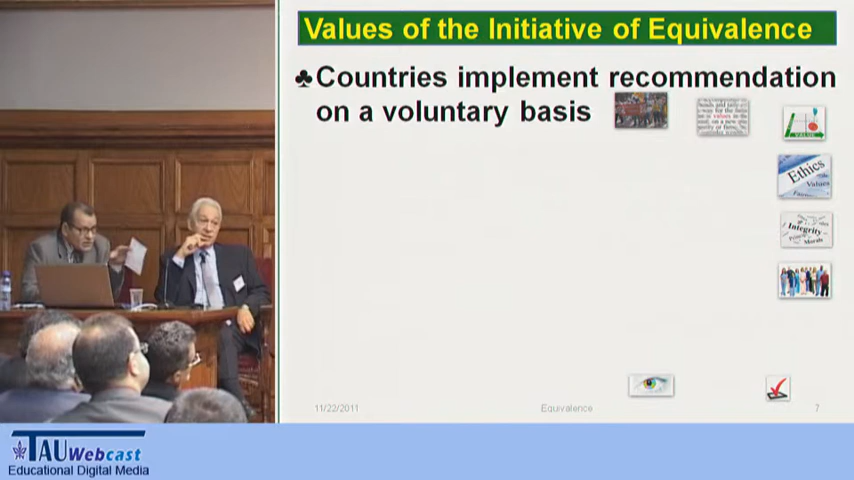 Values of the Initiative of Equivalence
♣Countries implement recommendation
on a voluntary basis
VALUE
Ethics
Values
Integrity
Morals
11/22/2011
Equivalence
7
TAU Webcast
Educational Digital Media